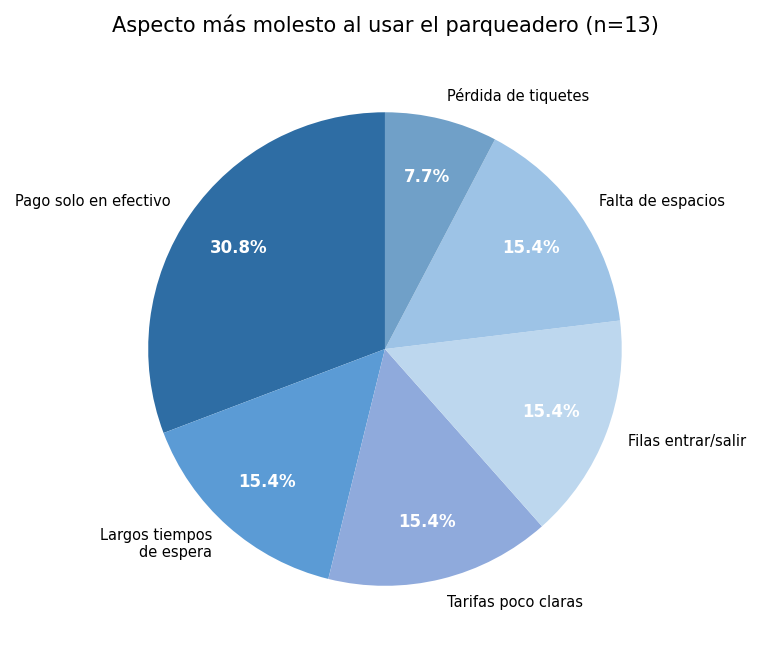 Aspecto más molesto al usar el parqueadero (n=13)
Pérdida de tiquetes
7.7%
Pago solo en efectivo
Falta de espacios
30.8%
15.4%
15.4%
Filas entrar/salir
15.4%
15.4%
Largos tiempos
de espera
Tarifas poco claras